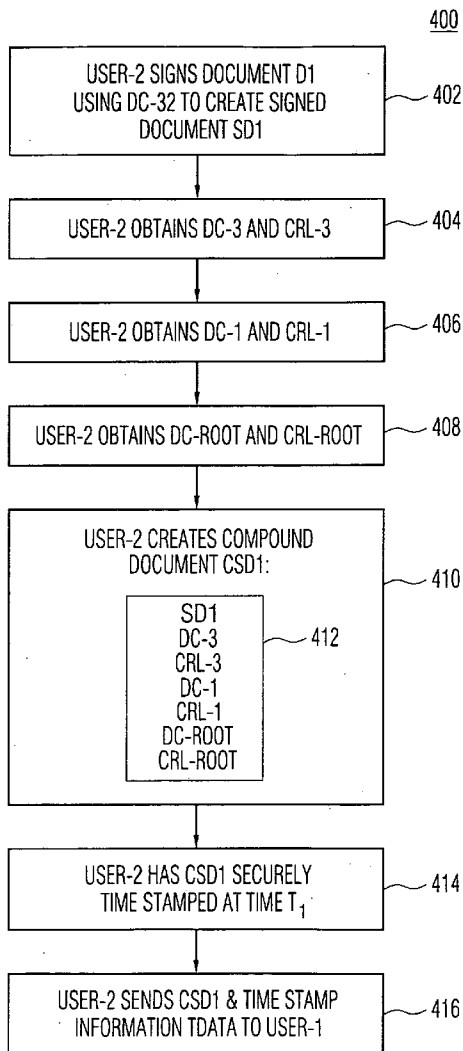 400
USER-2 SIGNS DOCUMENT D1
USING DC-32 TO CREATE SIGNED
DOCUMENT SD1
402
USER-2 OBTAINS DC-3 AND CRL-3
404
USER-2 OBTAINS DC-1 AND CRL-1
406
USER-2 OBTAINS DC-ROOT AND CRL-ROOT
408
USER-2 CREATES COMPOUND
DOCUMENT CSD1:
410
SD1
DC-3
CRL-3
DC-1
CRL-1
DC-ROOT
CRL-ROOT
412
USER-2 HAS CSD1 SECURELY
TIME STAMPED AT TIME T1
414
USER-2 SENDS CSD1 & TIME STAMP
INFORMATION TDATA TO USER-1
416